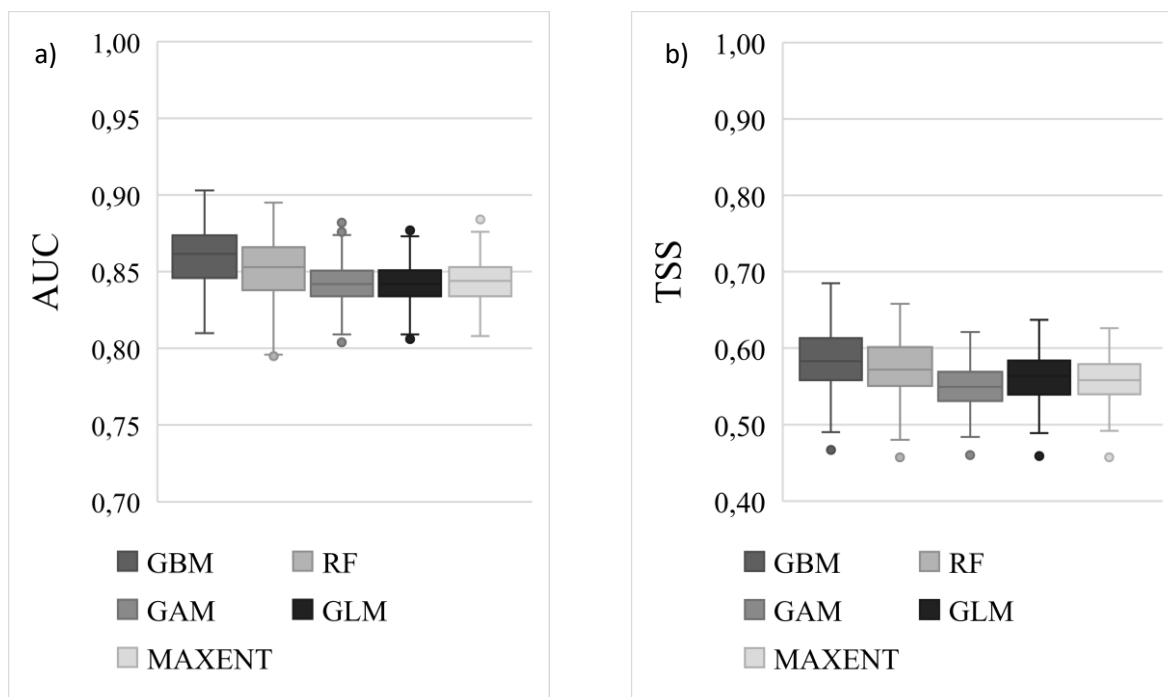 a)
1,00
0,95
0,90
0,85
0,80
0,75
0,70
AUC
GBM RF
GAM GLM
MAXENT
b)
1,00
0,90
0,80
0,70
0,60
0,50
0,40
TSS
GBM RF
GAM GLM
MAXENT